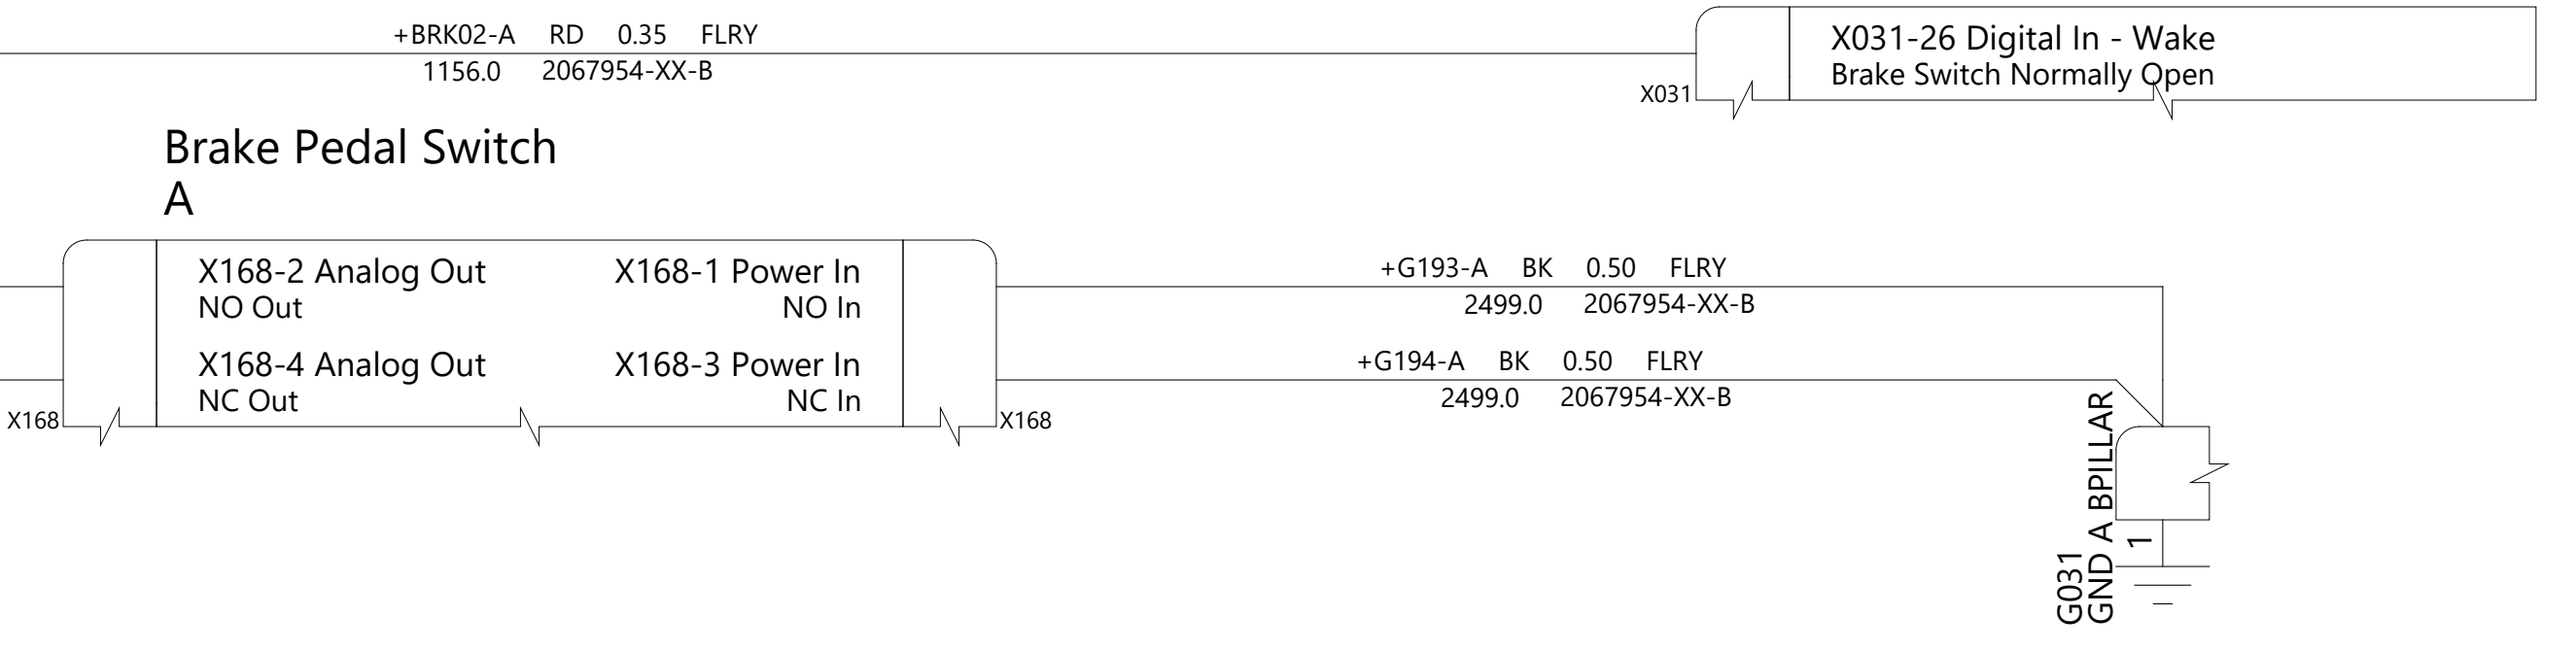 +BRK02-A RD 0.35 FLRY
1156.0 2067954-XX-B
X031-26 Digital In - Wake
Brake Switch Normally Open
X031
Brake Pedal Switch
A
X168-2 Analog Out X168-1 Power In
NO Out NO In
X168-4 Analog Out X168-3 Power In
NC Out NC In
X168 X168
+G193-A BK 0.50 FLRY
2499.0 2067954-XX-B
+G194-A BK 0.50 FLRY
2499.0 2067954-XX-B
G031
GND A BPILLAR
1